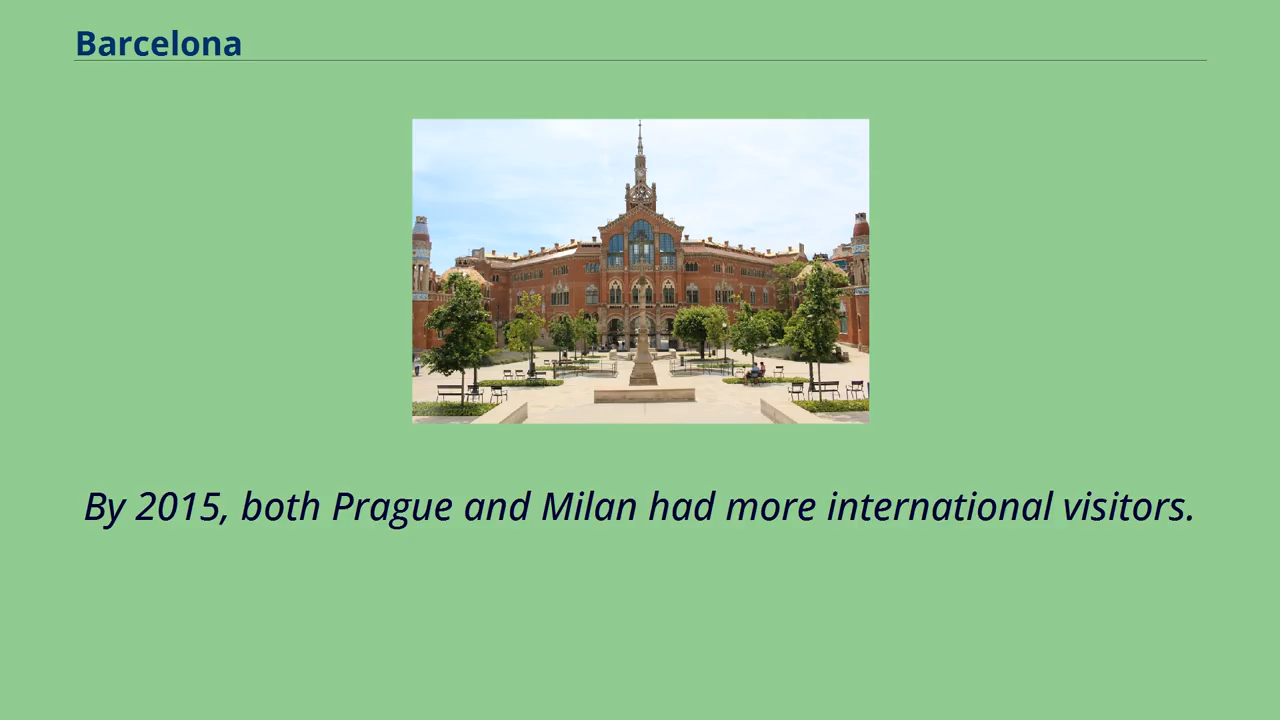 Barcelona
By 2015, both Prague and Milan had more international visitors.